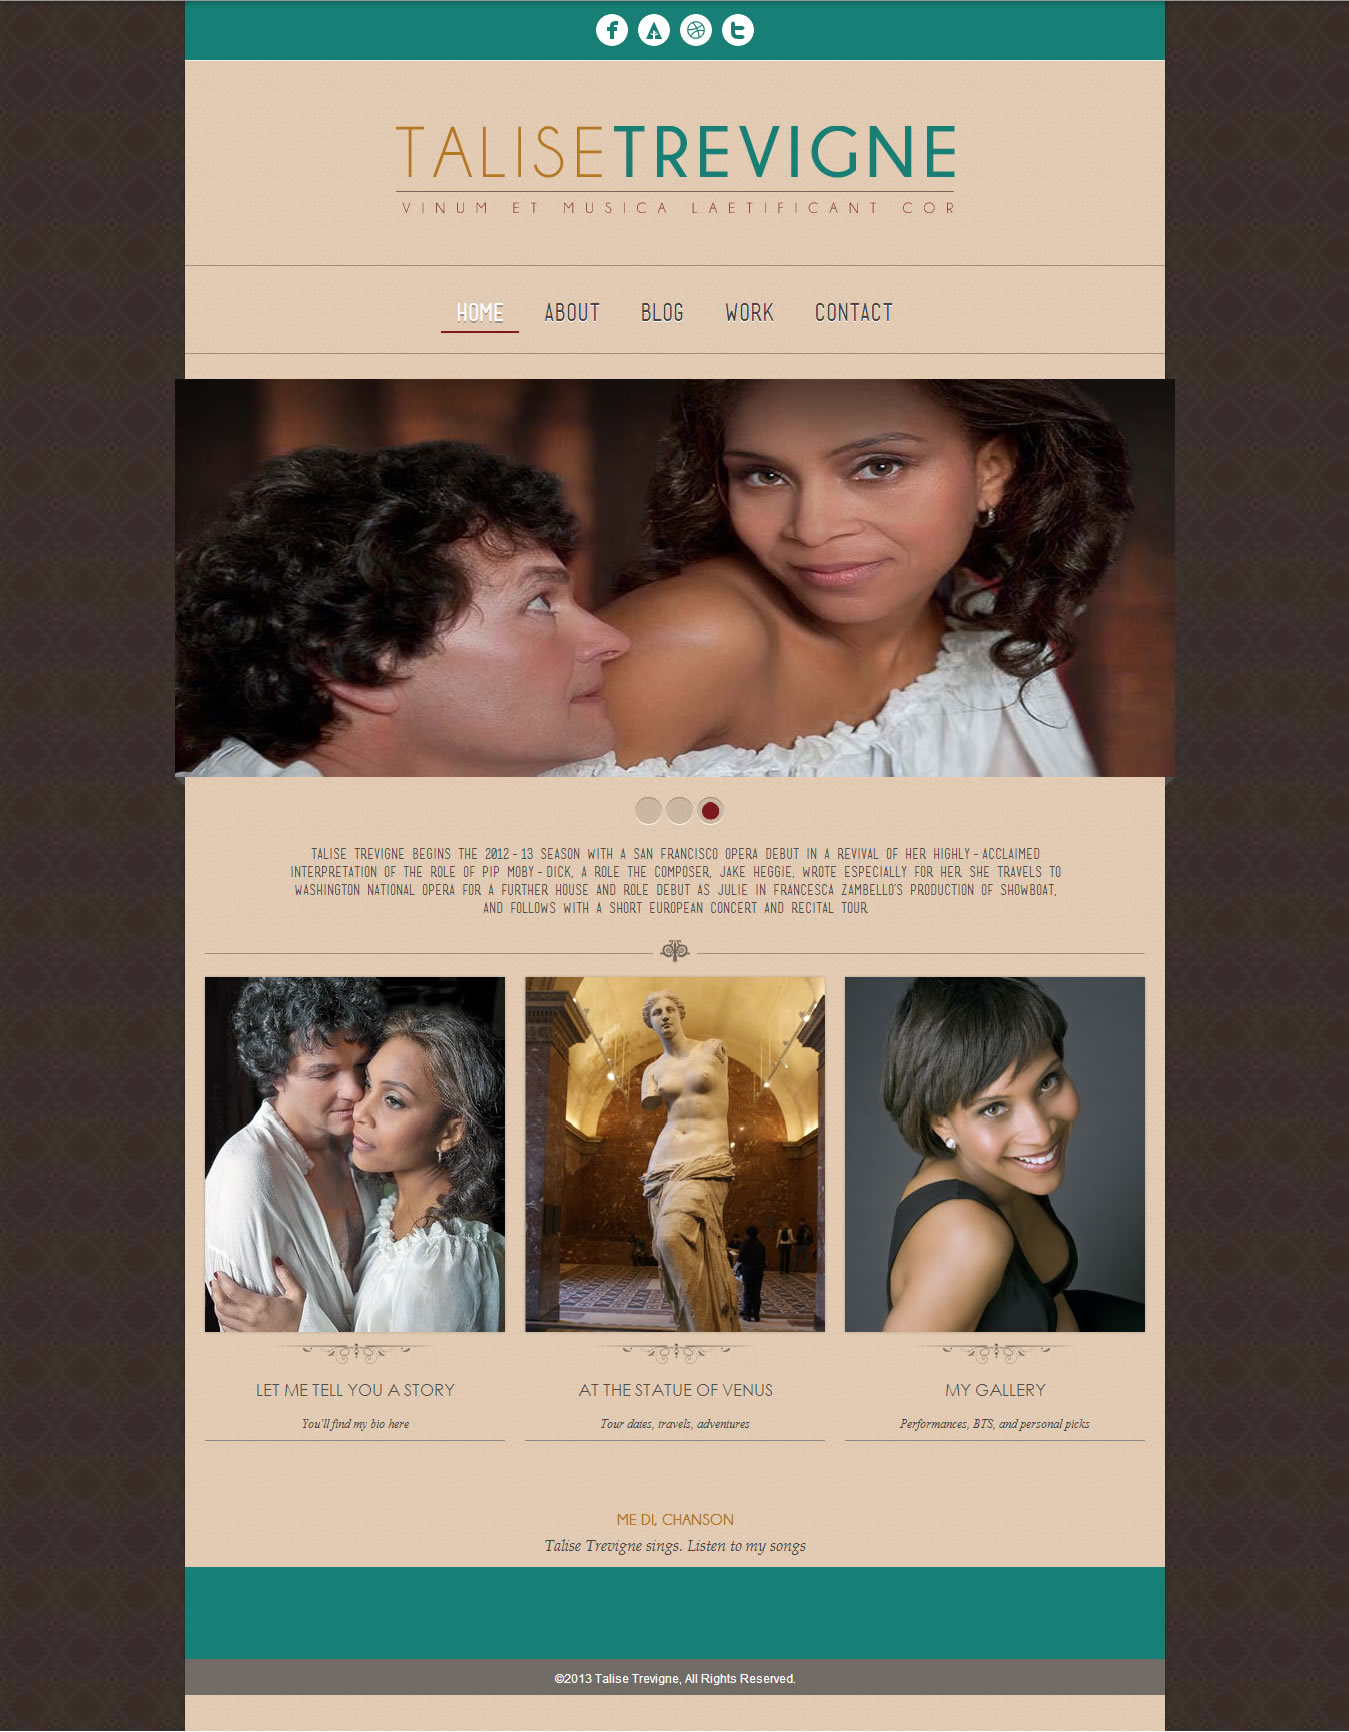 TALISETREVIGNE
VINUM ET MUSICA LAETIFICANT COR
HOME ABOUT BLOG WORK CONTACT
TALISE TREVIGNE BEGINS THE 2012-13 SEASON WITH A SAN FRANCISCO OPERA DEBUT IN A REVIVAL OF HER HIGHLY-ACCLAIMED
INTERPRETATION OF THE ROLE OF PIP MOBY-DICK, A ROLE THE COMPOSER, JAKE HEGGIE, WROTE ESPECIALLY FOR HER. SHE TRAVELS TO
WASHINGTON NATIONAL OPERA FOR A FURTHER HOUSE AND ROLE DEBUT AS JULIE IN FRANCESCA ZAMBELLO'S PRODUCTION OF SHOWBOAT,
AND FOLLOWS WITH A SHORT EUROPEAN CONCERT AND RECITAL TOUR.
LET ME TELL YOU A STORY
You'll find my bio here
AT THE STATUE OF VENUS
Tour dates, travels, adventures
MY GALLERY
Performances, BTS, and personal picks
ME DI, CHANSON
Talise Trevigne sings. Listen to my songs
©2013 Talise Trevigne, All Rights Reserved.